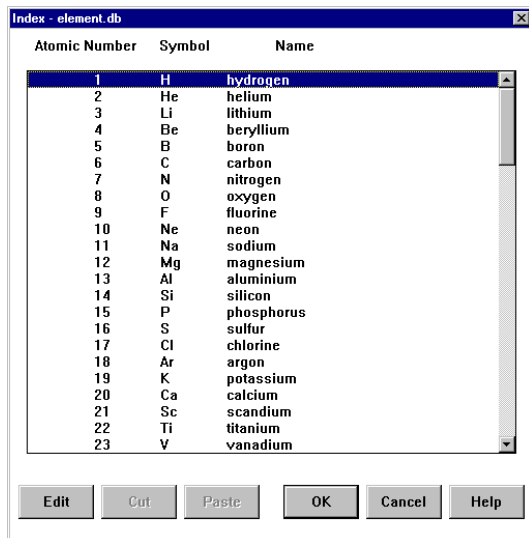 Index - element.db
Atomic Number Symbol Name
1 H hydrogen
2 He helium
3 Li lithium
4 Be beryllium
5 B boron
6 C carbon
7 N nitrogen
8 O oxygen
9 F fluorine
10 Ne neon
11 Na sodium
12 Mg magnesium
13 Al aluminium
14 Si silicon
15 P phosphorus
16 S sulfur
17 Cl chlorine
18 Ar argon
19 K potassium
20 Ca calcium
21 Sc scandium
22 Ti titanium
23 V vanadium
Edit Cut Paste OK Cancel Help